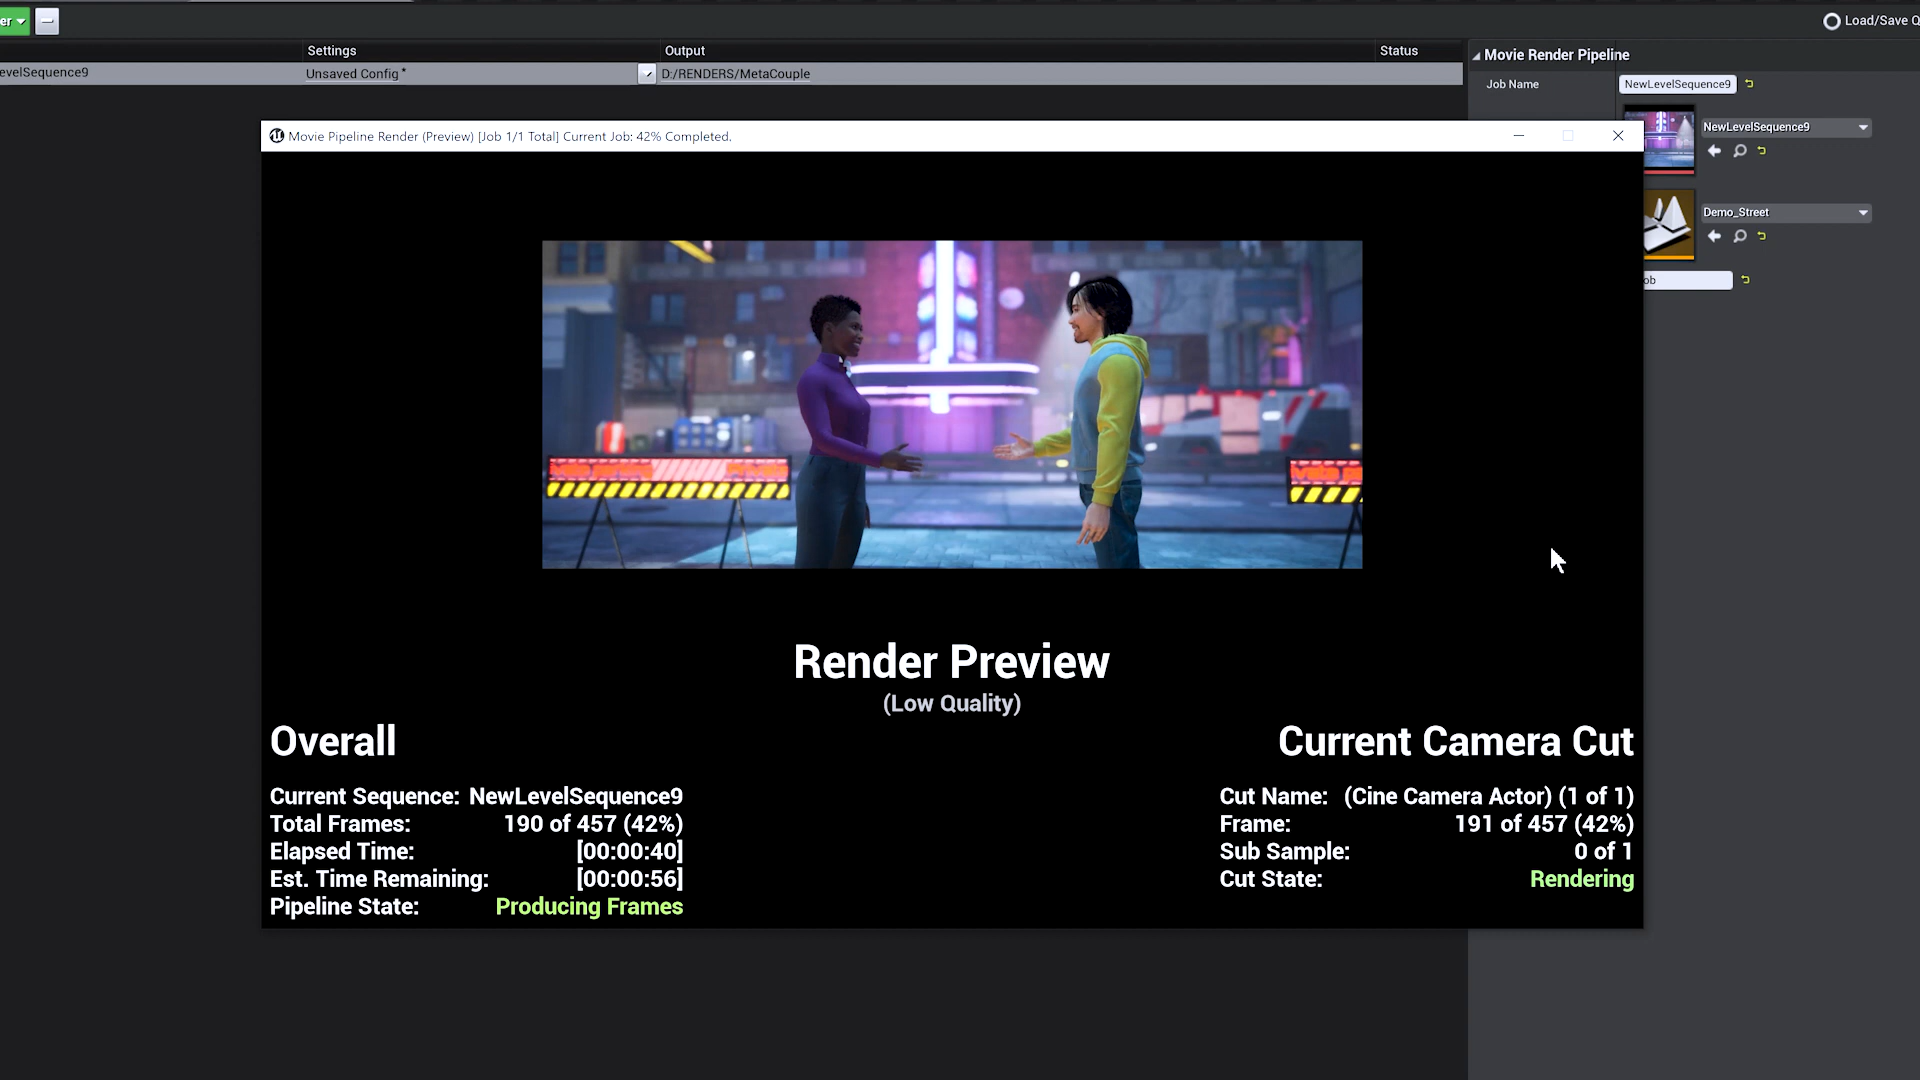 er
Load/Save Q
Settings
Output
Status
evelSequence9
Unsaved Config *
D:/RENDERS/MetaCouple
Movie Render Pipeline
Job Name
NewLevelSequence9
NewLevelSequence9
Demo_Street
ob
Movie Pipeline Render (Preview) [Job 1/1 Total] Current Job: 42% Completed.
Render Preview
(Low Quality)
Overall
Current Sequence: NewLevelSequence9
Total Frames: 190 of 457 (42%)
Elapsed Time: [00:00:40]
Est. Time Remaining: [00:00:56]
Pipeline State: Producing Frames
Current Camera Cut
Cut Name: (Cine Camera Actor) (1 of 1)
Frame: 191 of 457 (42%)
Sub Sample: 0 of 1
Cut State: Rendering